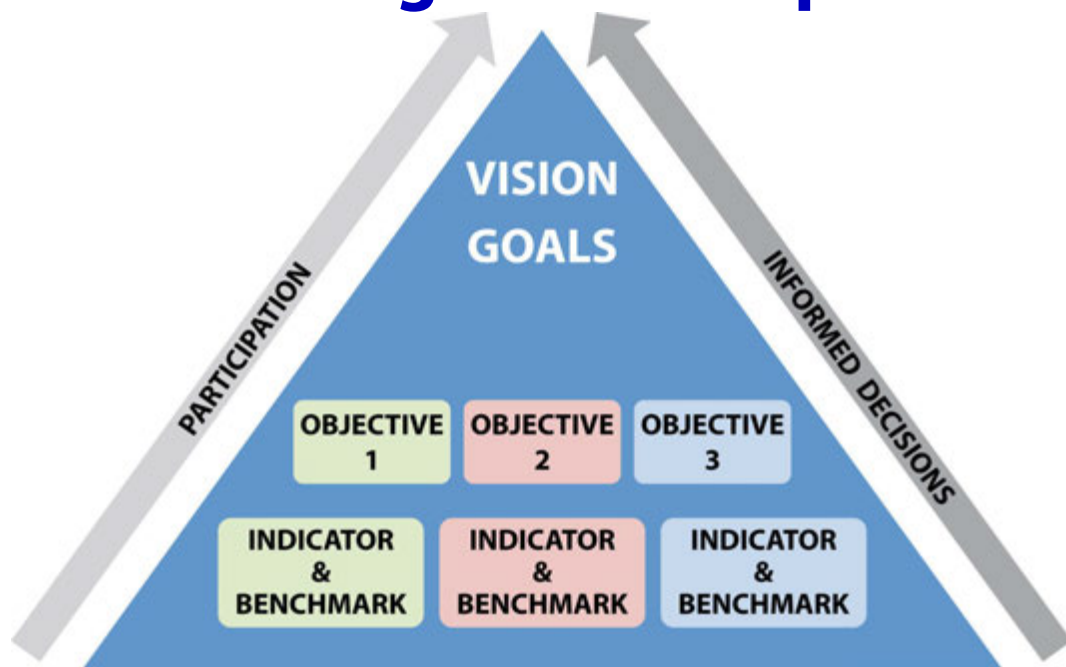 VISION
GOALS
PARTICIPATION
INFORMED DECISIONS
OBJECTIVE
1
OBJECTIVE
2
OBJECTIVE
3
INDICATOR
&
BENCHMARK
INDICATOR
&
BENCHMARK
INDICATOR
&
BENCHMARK